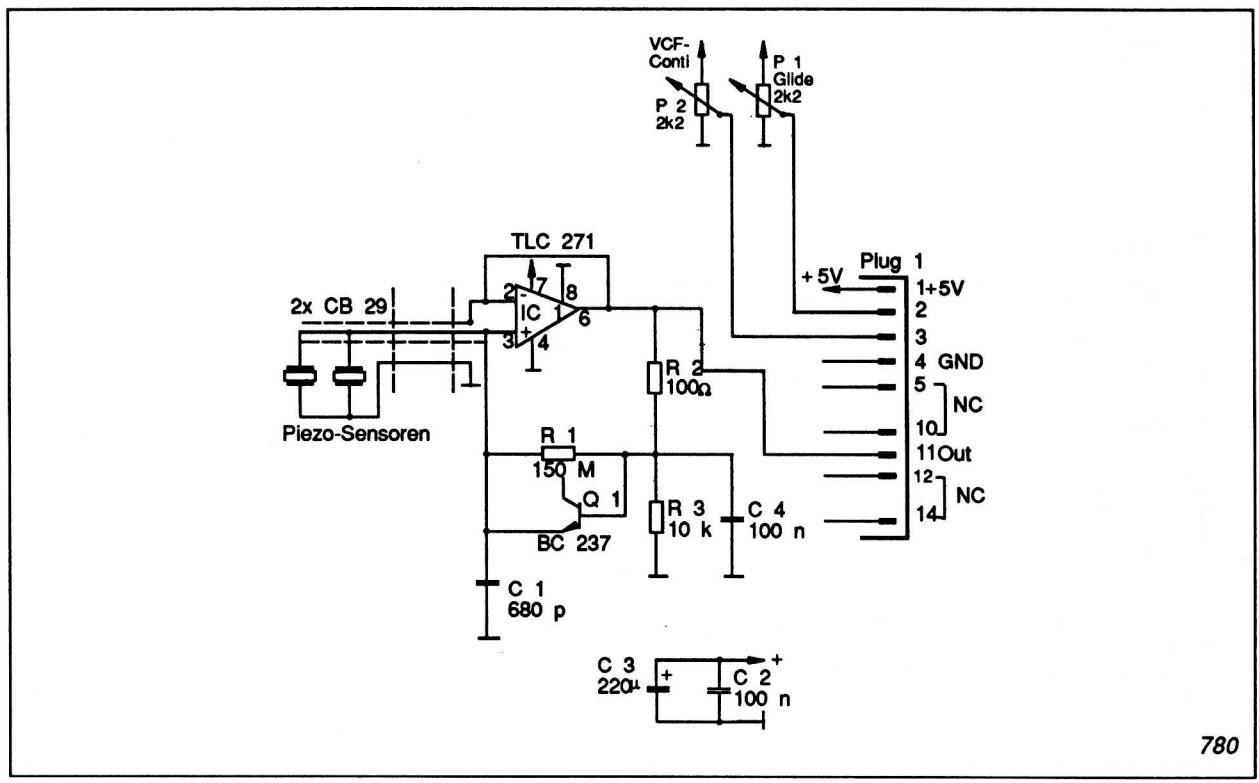 VCF-
Conti
P 2
2k2
P 1
Glide
2k2
TLC 271
2
-
7
8
IC 1
6
3
+
4
2x CB 29
Piezo-Sensoren
R 2
100Ω
R 1
150 M
Q 1
BC 237
R 3
10 k
C 4
100 n
C 1
680 p
Plug 1
+5V
1+5V
2
3
4 GND
5
NC
10
11Out
12
NC
14
C 3
220µ
+
C 2
100 n
+
780